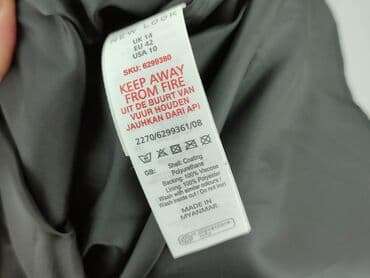 NEW LOOK
UK 14
EU 42
USA 10
SKU: 6299380
KEEP AWAY
FROM FIRE
UIT DE BUURT VAN
VUUR HOUDEN
JAUHKAN DARI API
2270/6299361/08
GB: Shell: Coating
Polyurethane
Backing: 100% Viscose
Lining: 100% Polyester
Wash with similar colours /
Wash inside out / Do not iron
MADE IN
MYANMAR